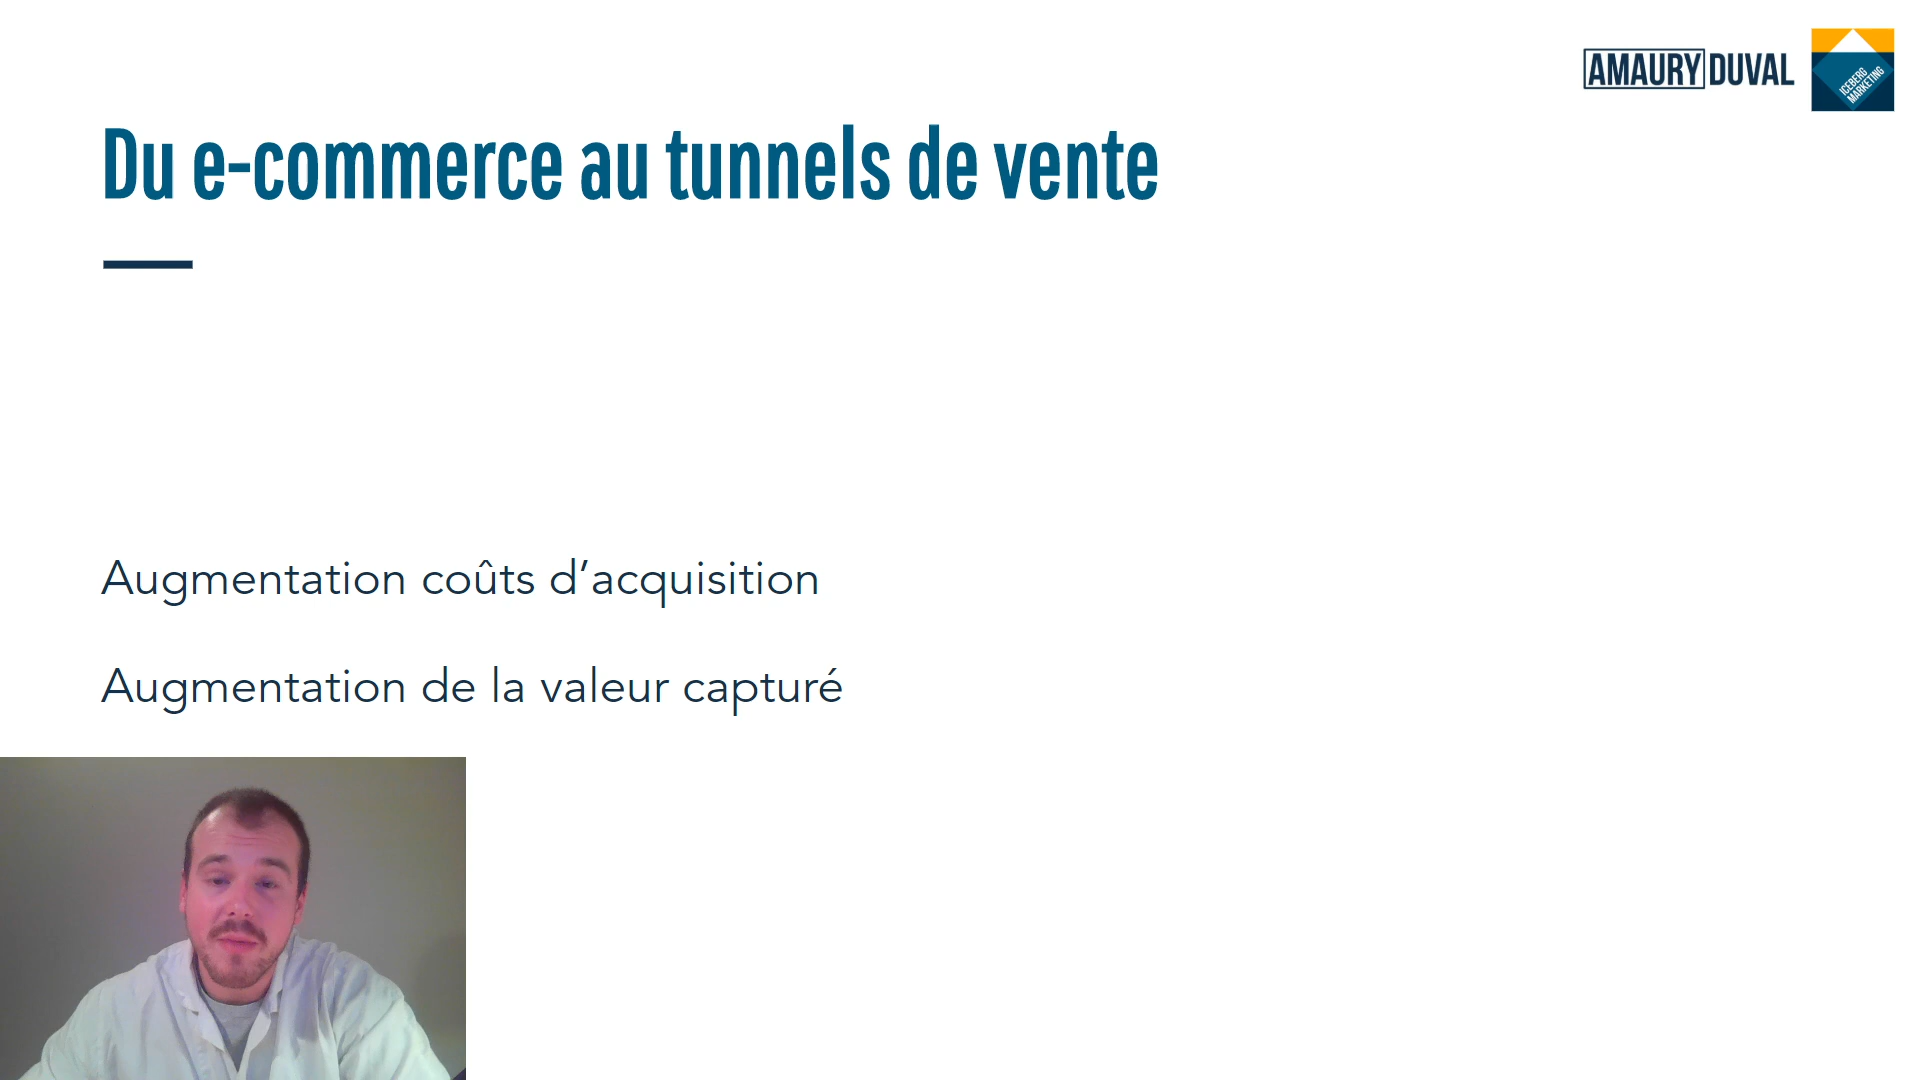 AMAURY DUVAL
ICEBERG
MARKETING
Du e-commerce au tunnels de vente
Augmentation coûts d’acquisition
Augmentation de la valeur capturé